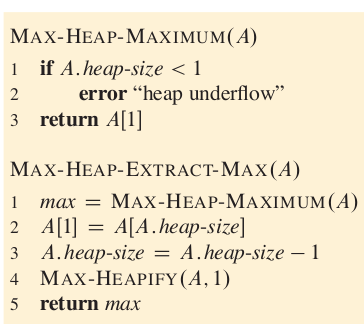 MAX-HEAP-MAXIMUM(A)
1 if A.heap-size < 1
2 error “heap underflow”
3 return A[1]
MAX-HEAP-EXTRACT-MAX(A)
1 max = MAX-HEAP-MAXIMUM(A)
2 A[1] = A[A.heap-size]
3 A.heap-size = A.heap-size − 1
4 MAX-HEAPIFY(A, 1)
5 return max